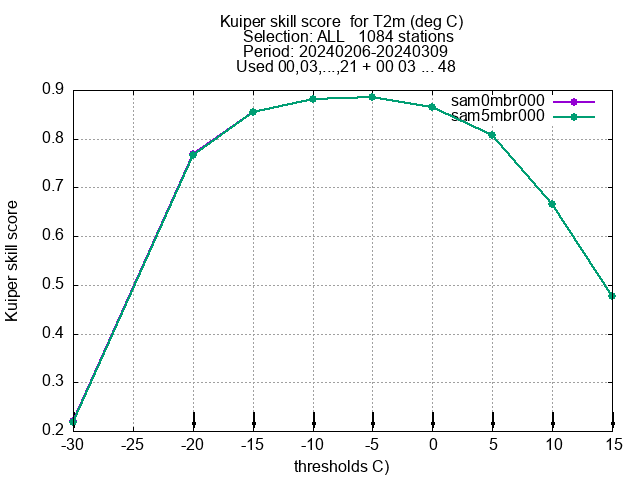 Kuiper skill score  for T2m (deg C)
Selection: ALL   1084 stations
Period: 20240206-20240309
Used 00,03,...,21 + 00 03 ... 48
sam0mbr000
sam5mbr000
0.9
0.8
0.7
0.6
0.5
0.4
0.3
0.2
Kuiper skill score
-30 -25 -20 -15 -10 -5 0 5 10 15
thresholds C)